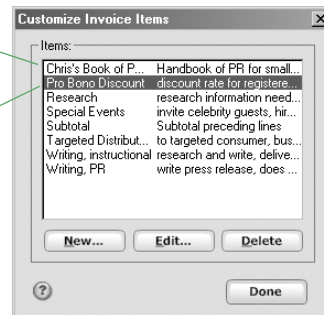 Customize Invoice Items
Items:
Chris's Book of P... Handbook of PR for small...
Pro Bono Discount discount rate for registere...
Research research information need...
Special Events invite celebrity guests, hir...
Subtotal Subtotal preceding lines
Targeted Distribut... to targeted consumer, bus...
Writing, instructional research and write, delive...
Writing, PR write press release, does ...
New... Edit... Delete
? Done